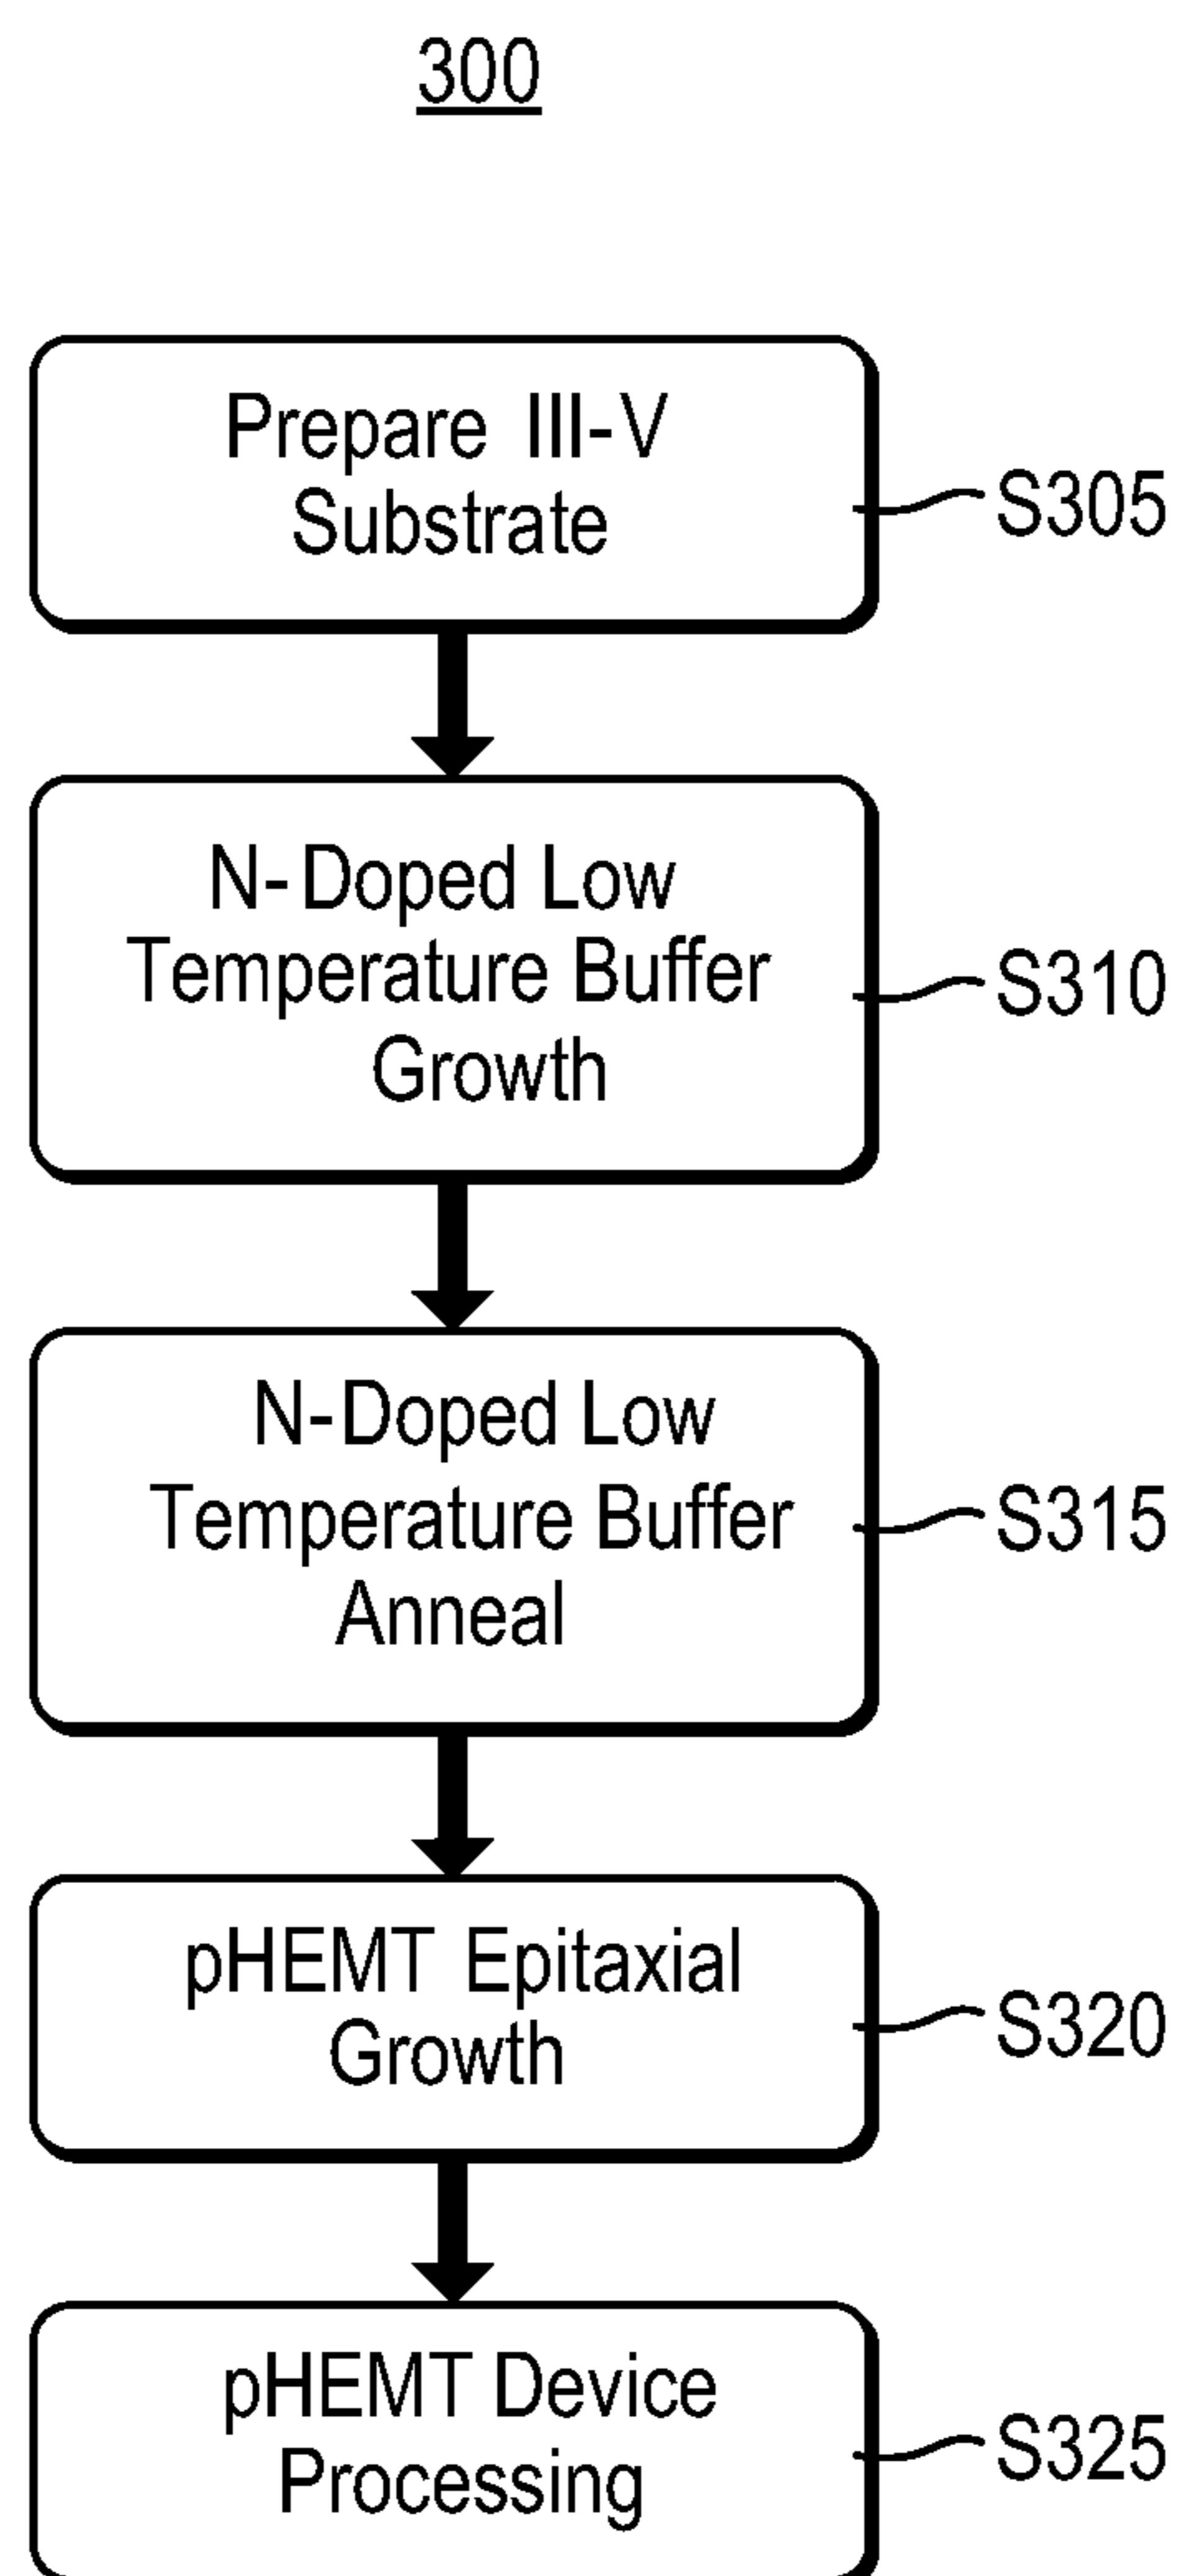 300
Prepare III-V
Substrate
S305
N-Doped Low
Temperature Buffer
Growth
S310
N-Doped Low
Temperature Buffer
Anneal
S315
pHEMT Epitaxial
Growth
S320
pHEMT Device
Processing
S325